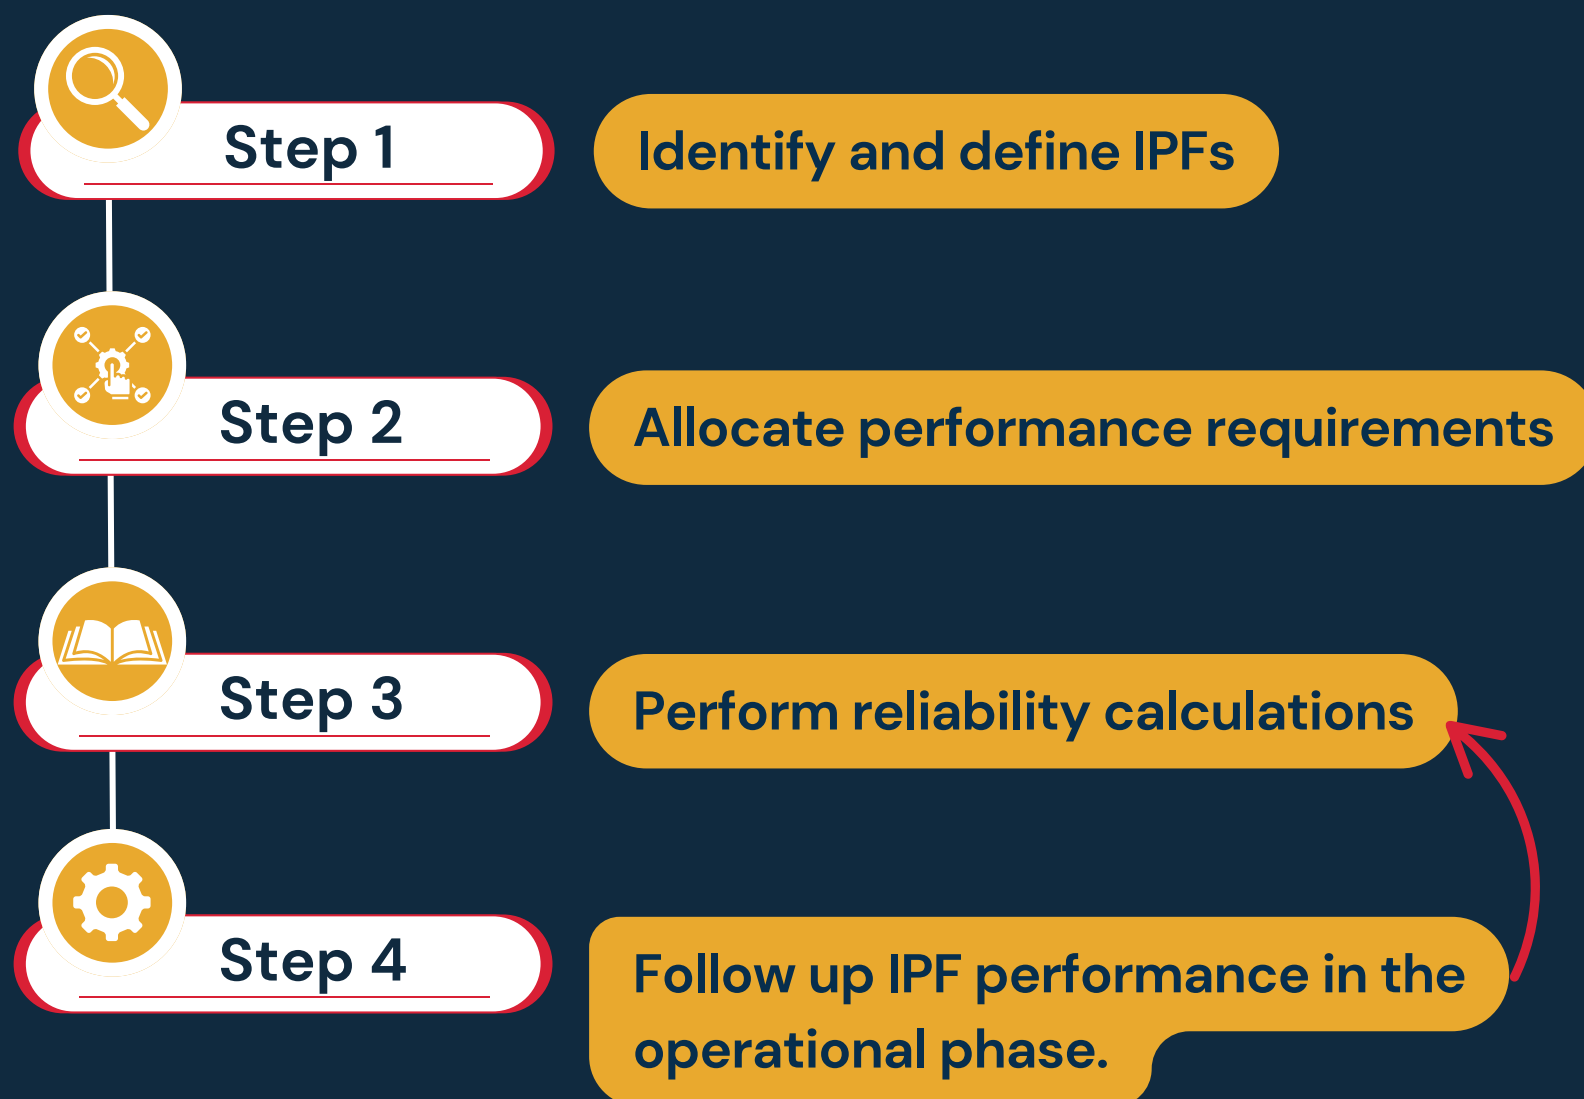 Step 1
Identify and define IPFs
Step 2
Allocate performance requirements
Step 3
Perform reliability calculations
Step 4
Follow up IPF performance in the
operational phase.